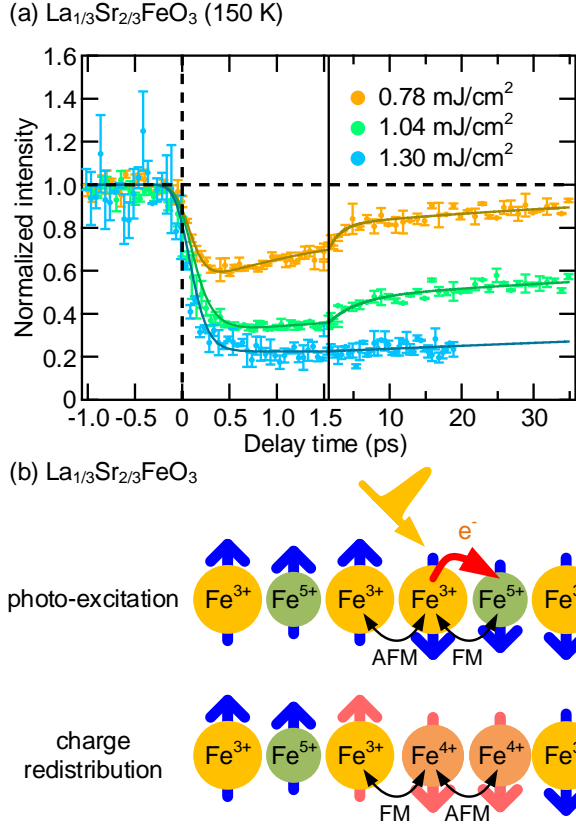 (a) La1/3Sr2/3FeO3 (150 K)
1.6
1.4
1.2
1.0
0.8
0.6
0.4
0.2
0
Normalized intensity
0.78 mJ/cm²
1.04 mJ/cm²
1.30 mJ/cm²
-1.0 -0.5 0 0.5 1.0 1.5 10 20 30
Delay time (ps)
(b) La1/3Sr2/3FeO3
e-
photo-excitation
Fe3+ Fe5+ Fe3+ Fe3+ Fe5+ Fe3
AFM FM
charge
redistribution
Fe3+ Fe5+ Fe3+ Fe4+ Fe4+ Fe3
FM AFM